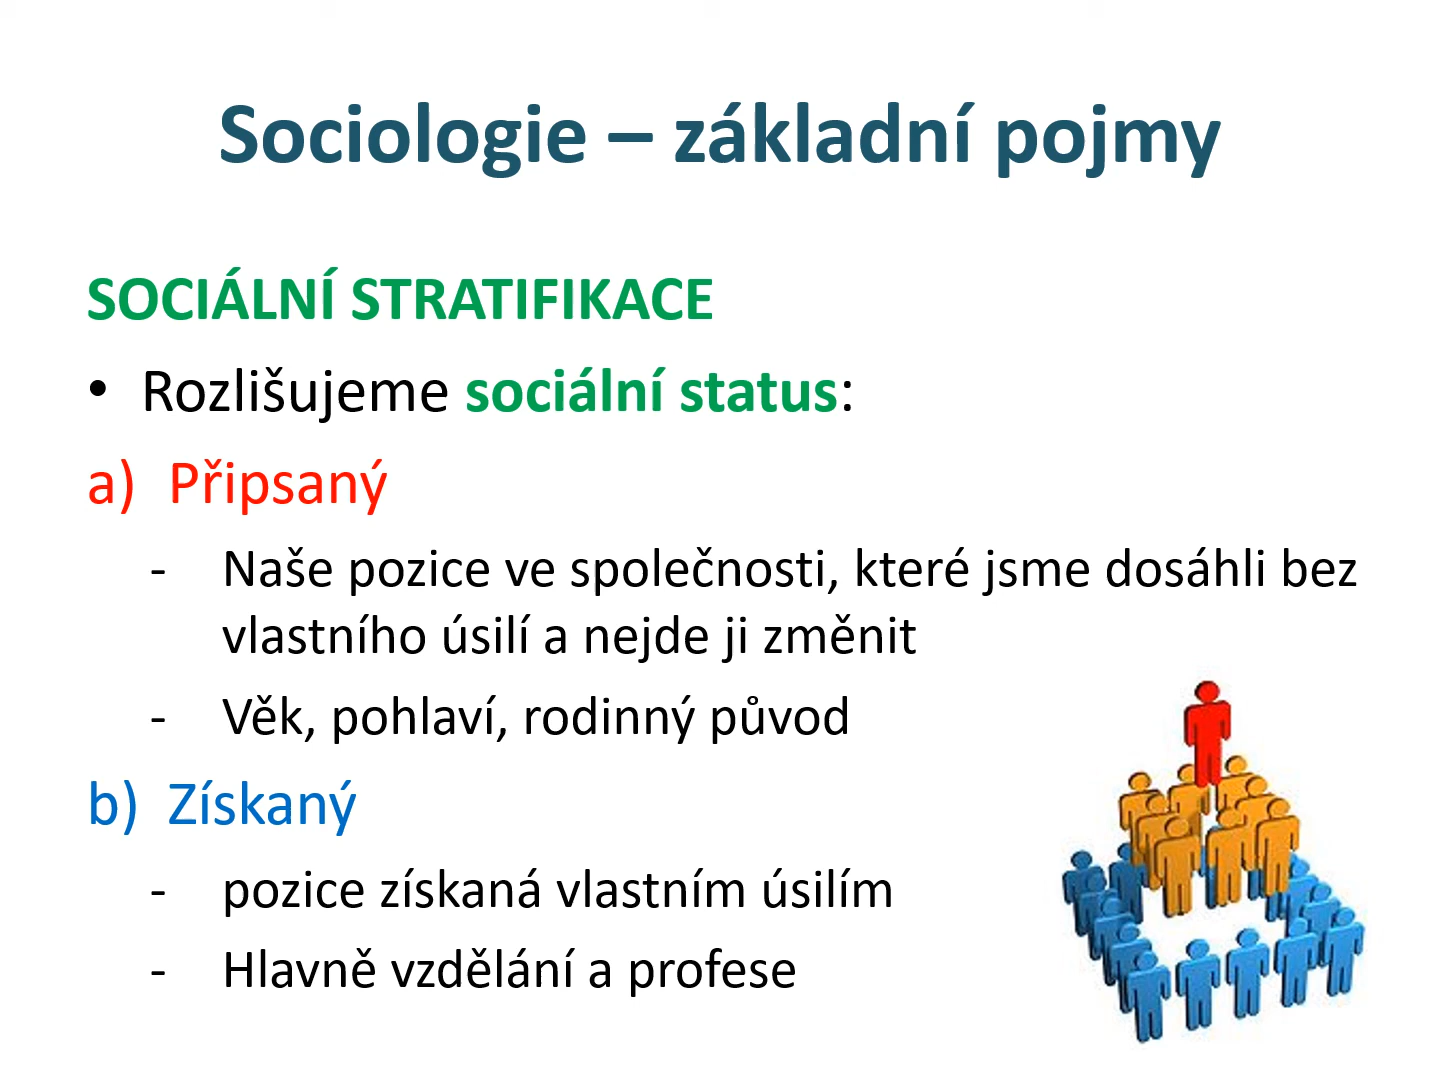 Sociologie – základní pojmy
SOCIÁLNÍ STRATIFIKACE
• Rozlišujeme sociální status:
a) Připsaný
- Naše pozice ve společnosti, které jsme dosáhli bez
vlastního úsilí a nejde ji změnit
- Věk, pohlaví, rodinný původ
b) Získaný
- pozice získaná vlastním úsilím
- Hlavně vzdělání a profese